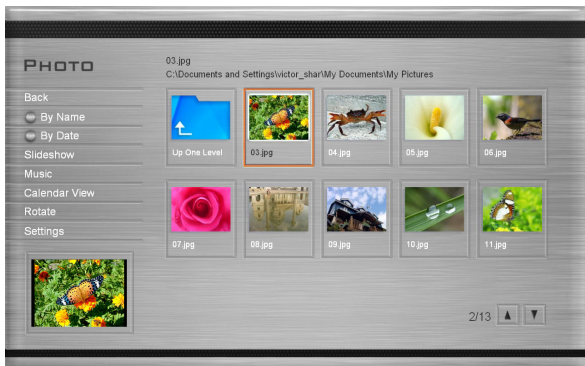 PHOTO
Back
By Name
By Date
Slideshow
Music
Calendar View
Rotate
Settings
03.jpg
C:\Documents and Settings\victor_shar\My Documents\My Pictures
Up One Level
03.jpg
04.jpg
05.jpg
06.jpg
07.jpg
08.jpg
09.jpg
10.jpg
11.jpg
2/13